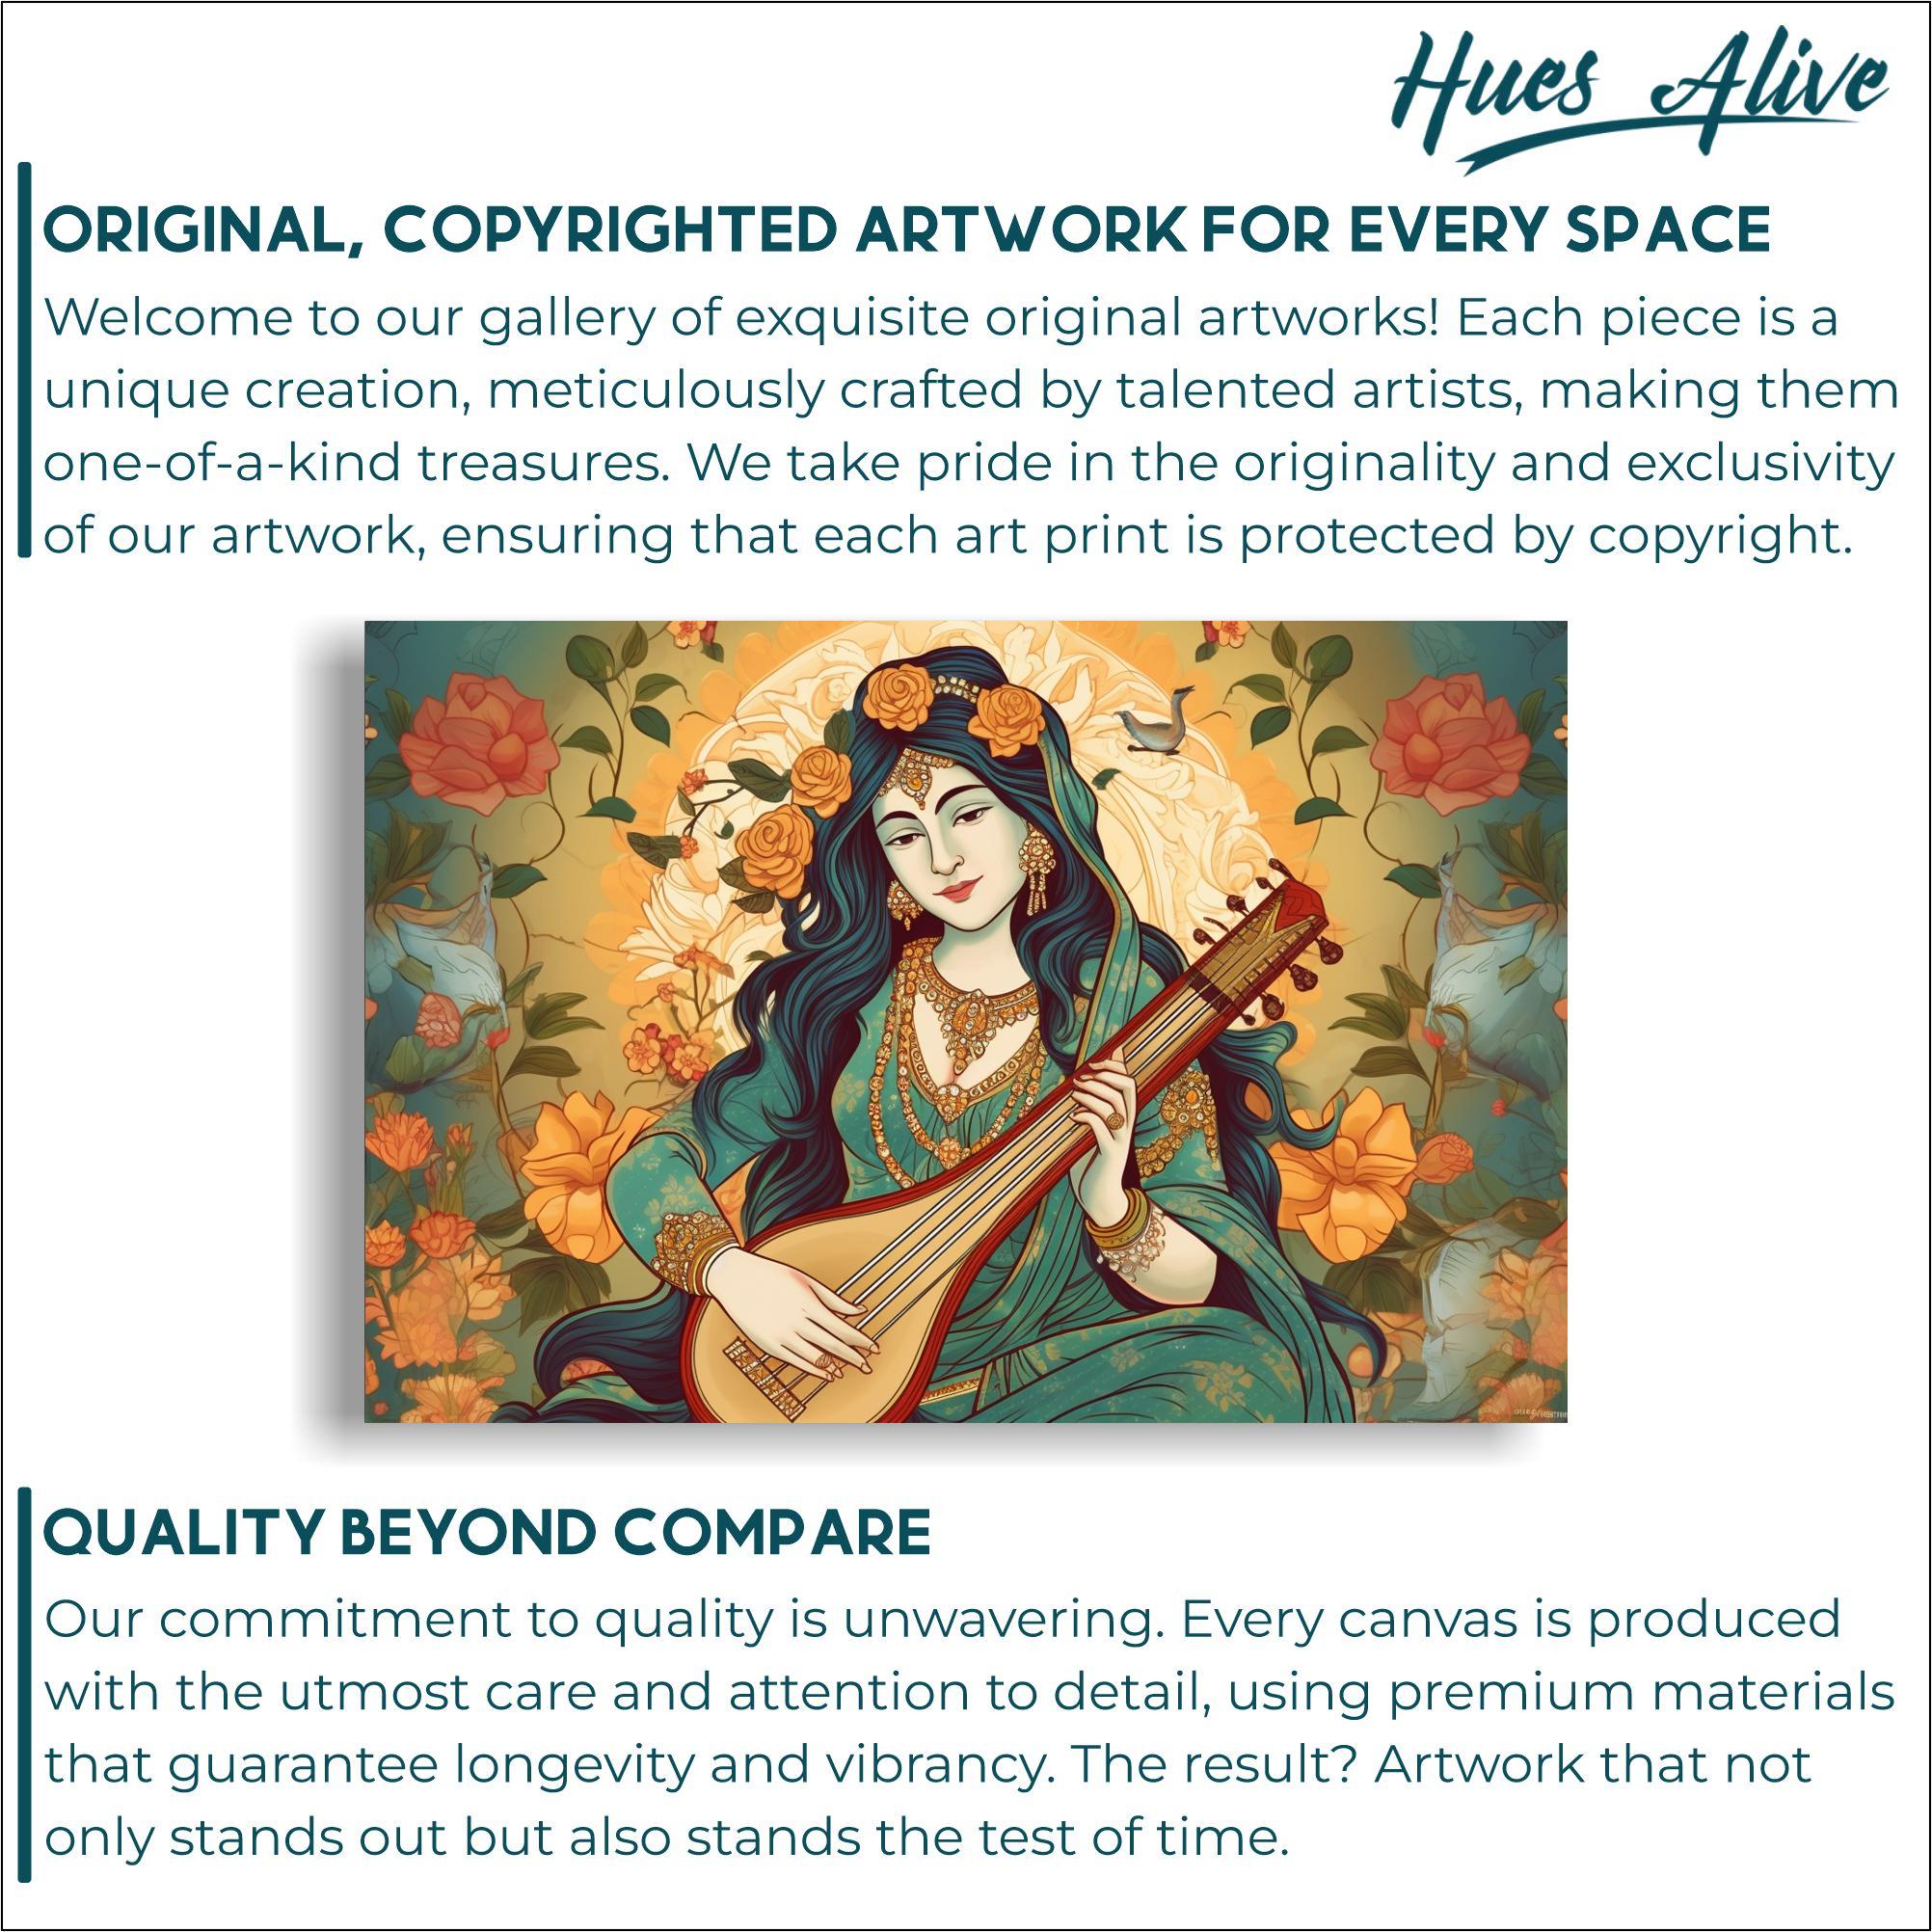 Hues Alive
ORIGINAL, COPYRIGHTED ARTWORK FOR EVERY SPACE
Welcome to our gallery of exquisite original artworks! Each piece is a
unique creation, meticulously crafted by talented artists, making them
one-of-a-kind treasures. We take pride in the originality and exclusivity
of our artwork, ensuring that each art print is protected by copyright.
QUALITY BEYOND COMPARE
Our commitment to quality is unwavering. Every canvas is produced
with the utmost care and attention to detail, using premium materials
that guarantee longevity and vibrancy. The result? Artwork that not
only stands out but also stands the test of time.